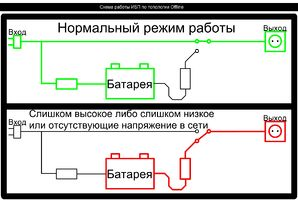 Схема работы ИБП по топологии Offline
Нормальный режим работы
Вход
Выход
Батарея
Слишком высокое либо слишком низкое
или отсутствующие напряжение в сети
Вход
Выход
Батарея